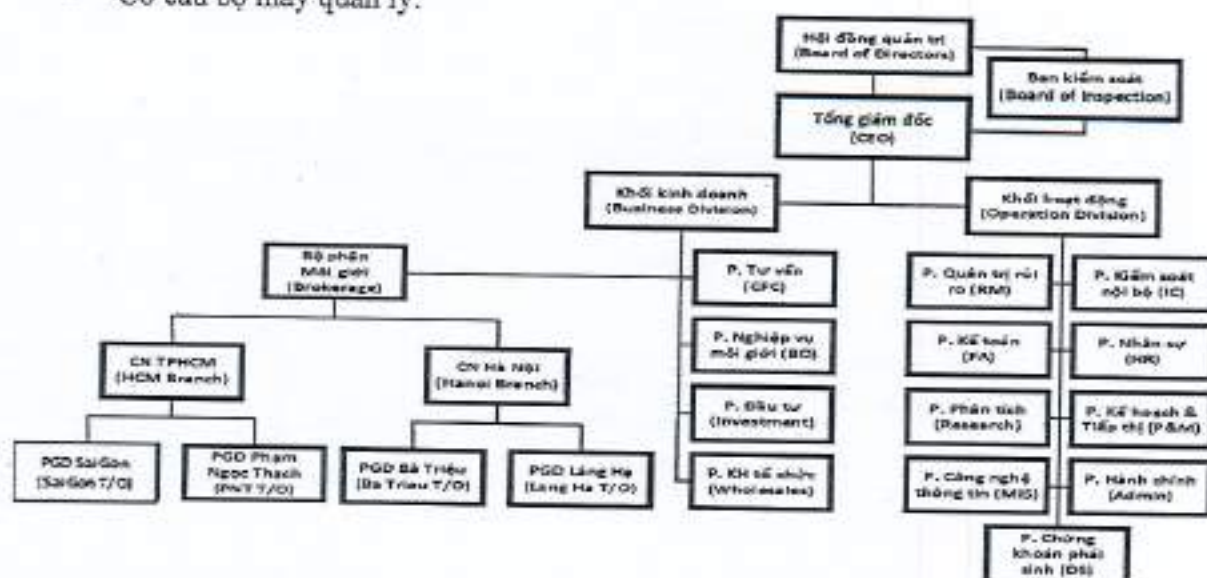 Cơ cấu bộ máy quản lý:
Hội đồng quản trị
(Board of Directors)
Ban kiểm soát
(Board of Inspection)
Tổng giám đốc
(CEO)
Khối kinh doanh
(Business Division)
Khối hoạt động
(Operation Division)
Bộ phận
Môi giới
(Brokerage)
P. Tư vấn
(CFC)
P. Quản trị rủi
ro (RM)
P. Kiểm soát
nội bộ (IC)
P. Nghiệp vụ
môi giới (BO)
P. Kế toán
(FA)
P. Nhân sự
(HR)
CN TPHCM
(HCM Branch)
CN Hà Nội
(Hanoi Branch)
P. Đầu tư
(Investment)
P. Phân tích
(Research)
P. Kế hoạch &
Tiếp thị (P&M)
PGD SaiGon
(SaiGon T/O)
PGD Phạm
Ngọc Thạch
(PNT T/O)
PGD Bà Triệu
(Ba Trieu T/O)
PGD Láng Hạ
(Lang Ha T/O)
P. KH tổ chức
(Wholesales)
P. Công nghệ
thông tin (MIS)
P. Hành chính
(Admin)
P. Chứng
khoán phái
sinh (DS)